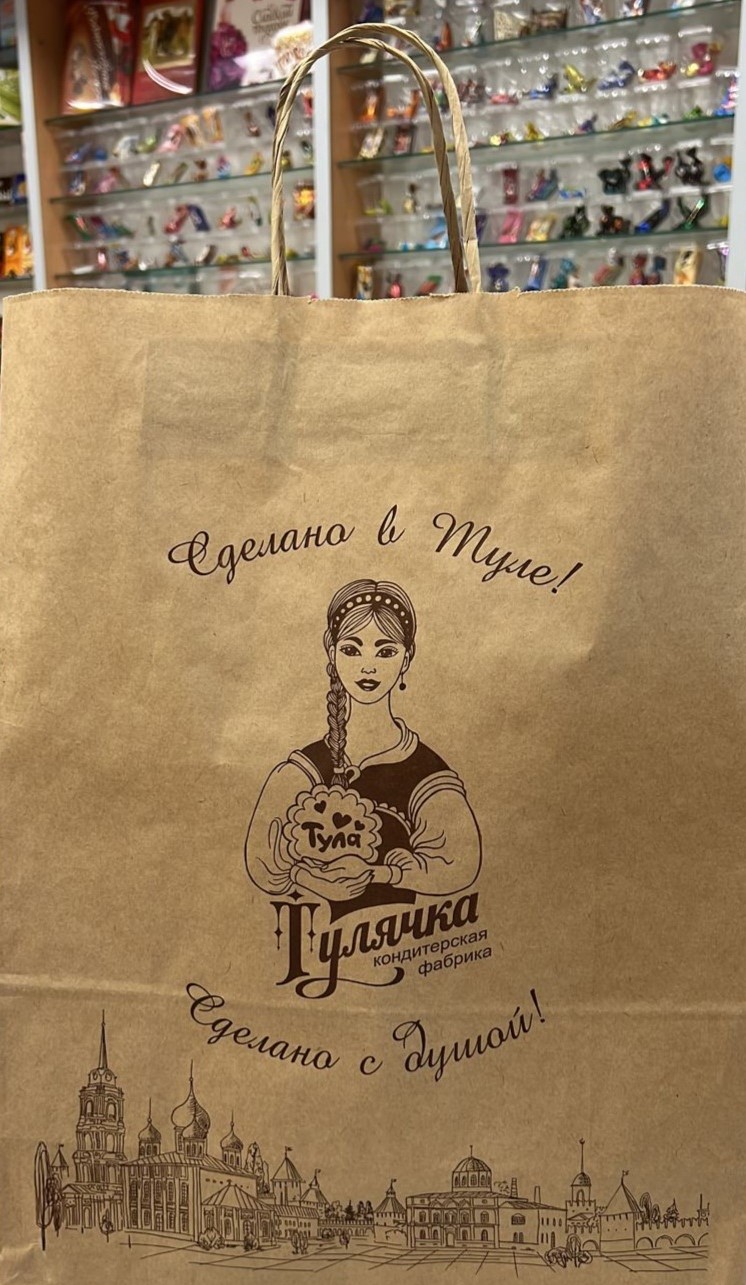 Сделано в Туле!
Тула
Тулячка
кондитерская
фабрика
Сделано с душой!